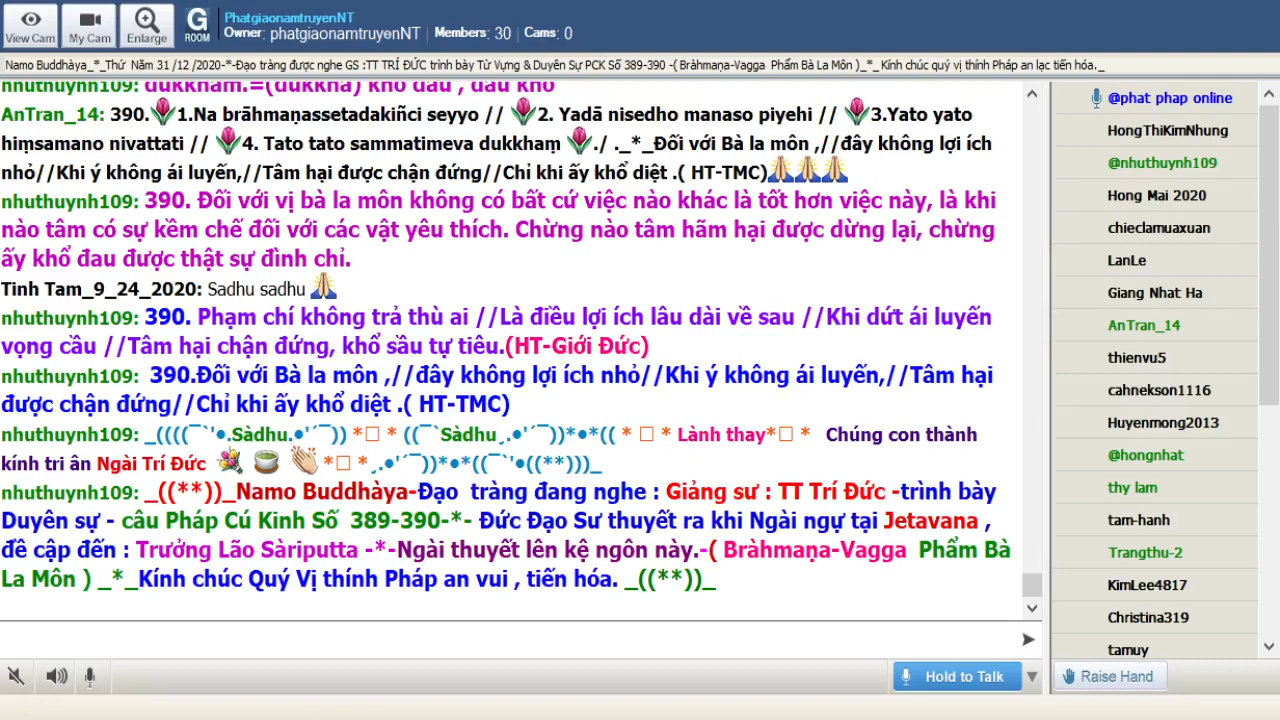 View Cam
My Cam
Enlarge
G
ROOM
PhatgiaonamtruyenNT
Owner: phatgiaonamtruyenNT | Members: 30 | Cams: 0
Namo Buddhàya_*_Thứ Năm 31 /12 /2020-*-Đạo tràng được nghe GS :TT TRÍ ĐỨC trình bày Từ Vựng & Duyên Sự PCK Số 389-390 -( Bràhmaṇa-Vagga Phẩm Bà La Môn )_*_ Kính chúc quý vị thính Pháp an lạc tiến hóa._
nhuthuynh109: dukkhaṃ.=(dukkha) khổ đau , đau khổ
AnTran_14: 390.🌷1.Na brāhmaṇassetadakiñci seyyo // 🌷2. Yadā nisedho manaso piyehi // 🌷3.Yato yato
hiṃsamano nivattati // 🌷4. Tato tato sammatimeva dukkhaṃ 🌷./ ._*_Đối với Bà la môn ,//đây không lợi ích
nhỏ//Khi ý không ái luyến,//Tâm hại được chận đứng//Chỉ khi ấy khổ diệt .( HT-TMC)🙏🙏🙏
nhuthuynh109: 390. Đối với vị bà la môn không có bất cứ việc nào khác là tốt hơn việc này, là khi
nào tâm có sự kềm chế đối với các vật yêu thích. Chừng nào tâm hãm hại được dừng lại, chừng
ấy khổ đau được thật sự đình chỉ.
Tinh Tam_9_24_2020: Sadhu sadhu 🙏
nhuthuynh109: 390. Phạm chí không trả thù ai //Là điều lợi ích lâu dài về sau //Khi dứt ái luyến
vọng cầu //Tâm hại chận đứng, khổ sầu tự tiêu.(HT-Giới Đức)
nhuthuynh109: 390.Đối với Bà la môn ,//đây không lợi ích nhỏ//Khi ý không ái luyến,//Tâm hại
được chận đứng//Chỉ khi ấy khổ diệt .( HT-TMC)
nhuthuynh109: _((((¯`'•.Sàdhu.•'´¯)) *□ * ((¯`Sàdhu¸.•'´¯))*•*(( * □ * Lành thay*□ * Chúng con thành
kính tri ân Ngài Trí Đức 💐 🍵 👏 *□ *¸.•'´¯))*•*((¯`'•((**)))_
nhuthuynh109: _((**))_Namo Buddhàya-Đạo tràng đang nghe : Giảng sư : TT Trí Đức -trình bày
Duyên sự - câu Pháp Cú Kinh Số 389-390-*- Đức Đạo Sư thuyết ra khi Ngài ngự tại Jetavana ,
đề cập đến : Trưởng Lão Sàriputta -*-Ngài thuyết lên kệ ngôn này.-( Bràhmaṇa-Vagga Phẩm Bà
La Môn ) _*_Kính chúc Quý Vị thính Pháp an vui , tiến hóa. _((**))_
Hold to Talk
@phat phap online
HongThiKimNhung
@nhuthuynh109
Hong Mai 2020
chieclamuaxuan
LanLe
Giang Nhat Ha
AnTran_14
thienvu5
cahnekson1116
Huyenmong2013
@hongnhat
thy lam
tam-hanh
Trangthu-2
KimLee4817
Christina319
tamuy
Raise Hand